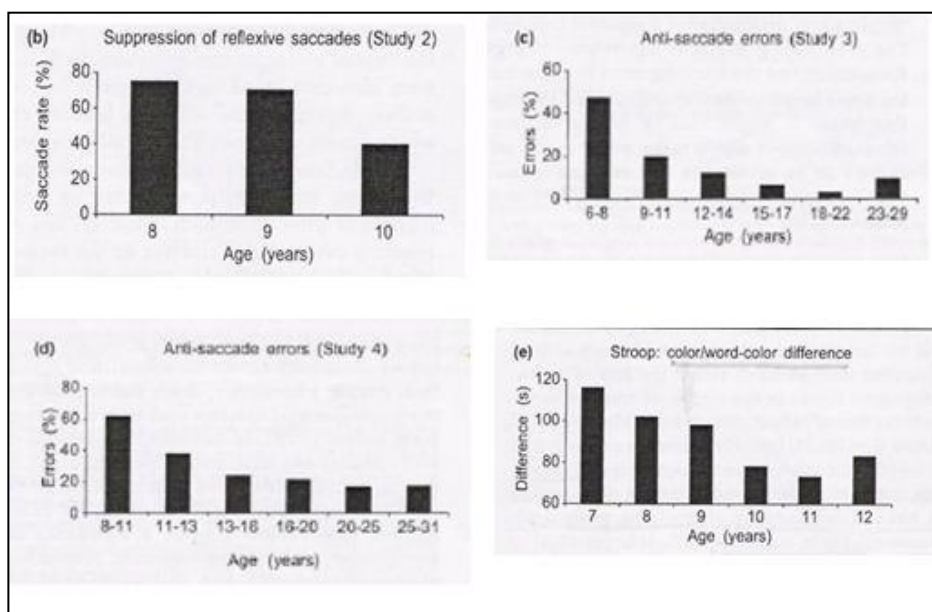 (b) Suppression of reflexive saccades (Study 2)
Saccade rate (%)
80
60
40
20
0
8 9 10
Age (years)
(c) Anti-saccade errors (Study 3)
Errors (%)
60
40
20
0
6-8 9-11 12-14 15-17 18-22 23-29
Age (years)
(d) Anti-saccade errors (Study 4)
Errors (%)
80
60
40
20
0
8-11 11-13 13-16 16-20 20-25 25-31
Age (years)
(e) Stroop: color/word-color difference
Difference (s)
120
100
80
60
7 8 9 10 11 12
Age (years)